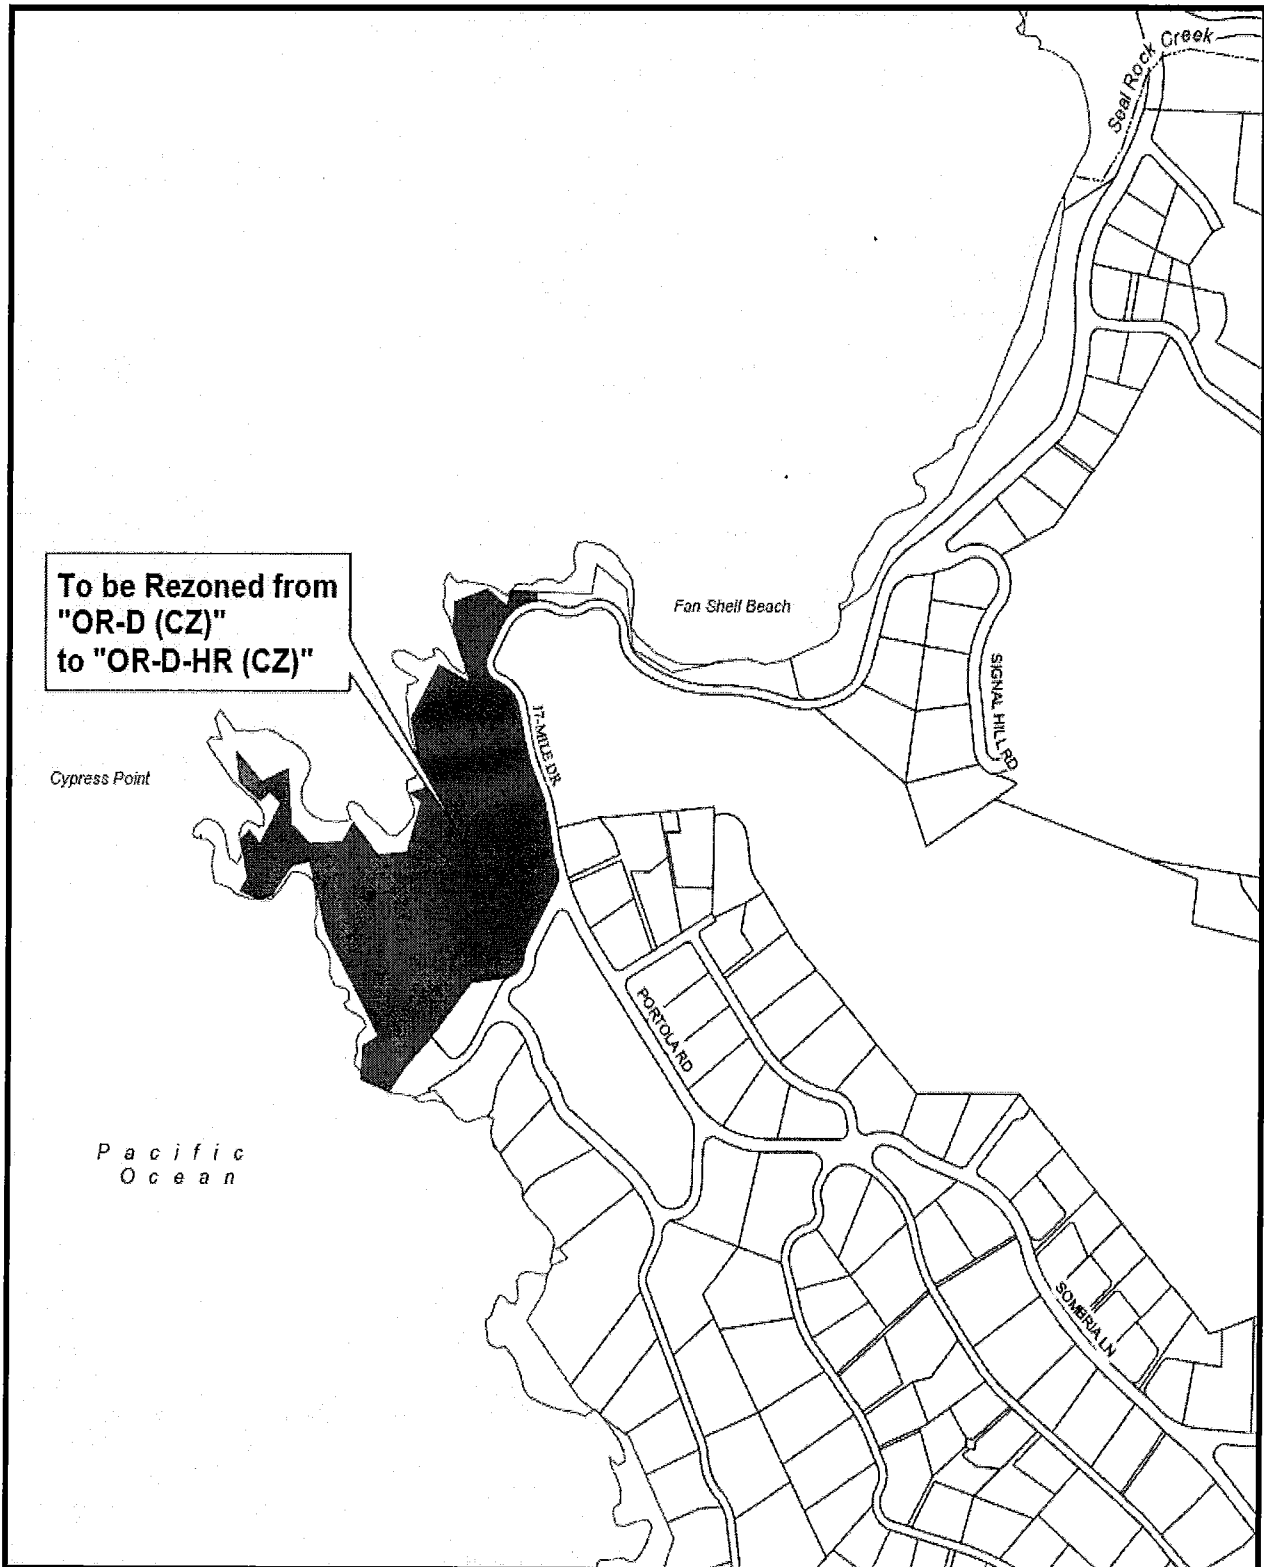 Seal Rock Creek
To be Rezoned from
"OR-D (CZ)"
to "OR-D-HR (CZ)"
Fan Shell Beach
SIGNAL HILL RD
17-MILE DR
Cypress Point
PORTOLA RD
Pacific
Ocean
SOMBRIA LN